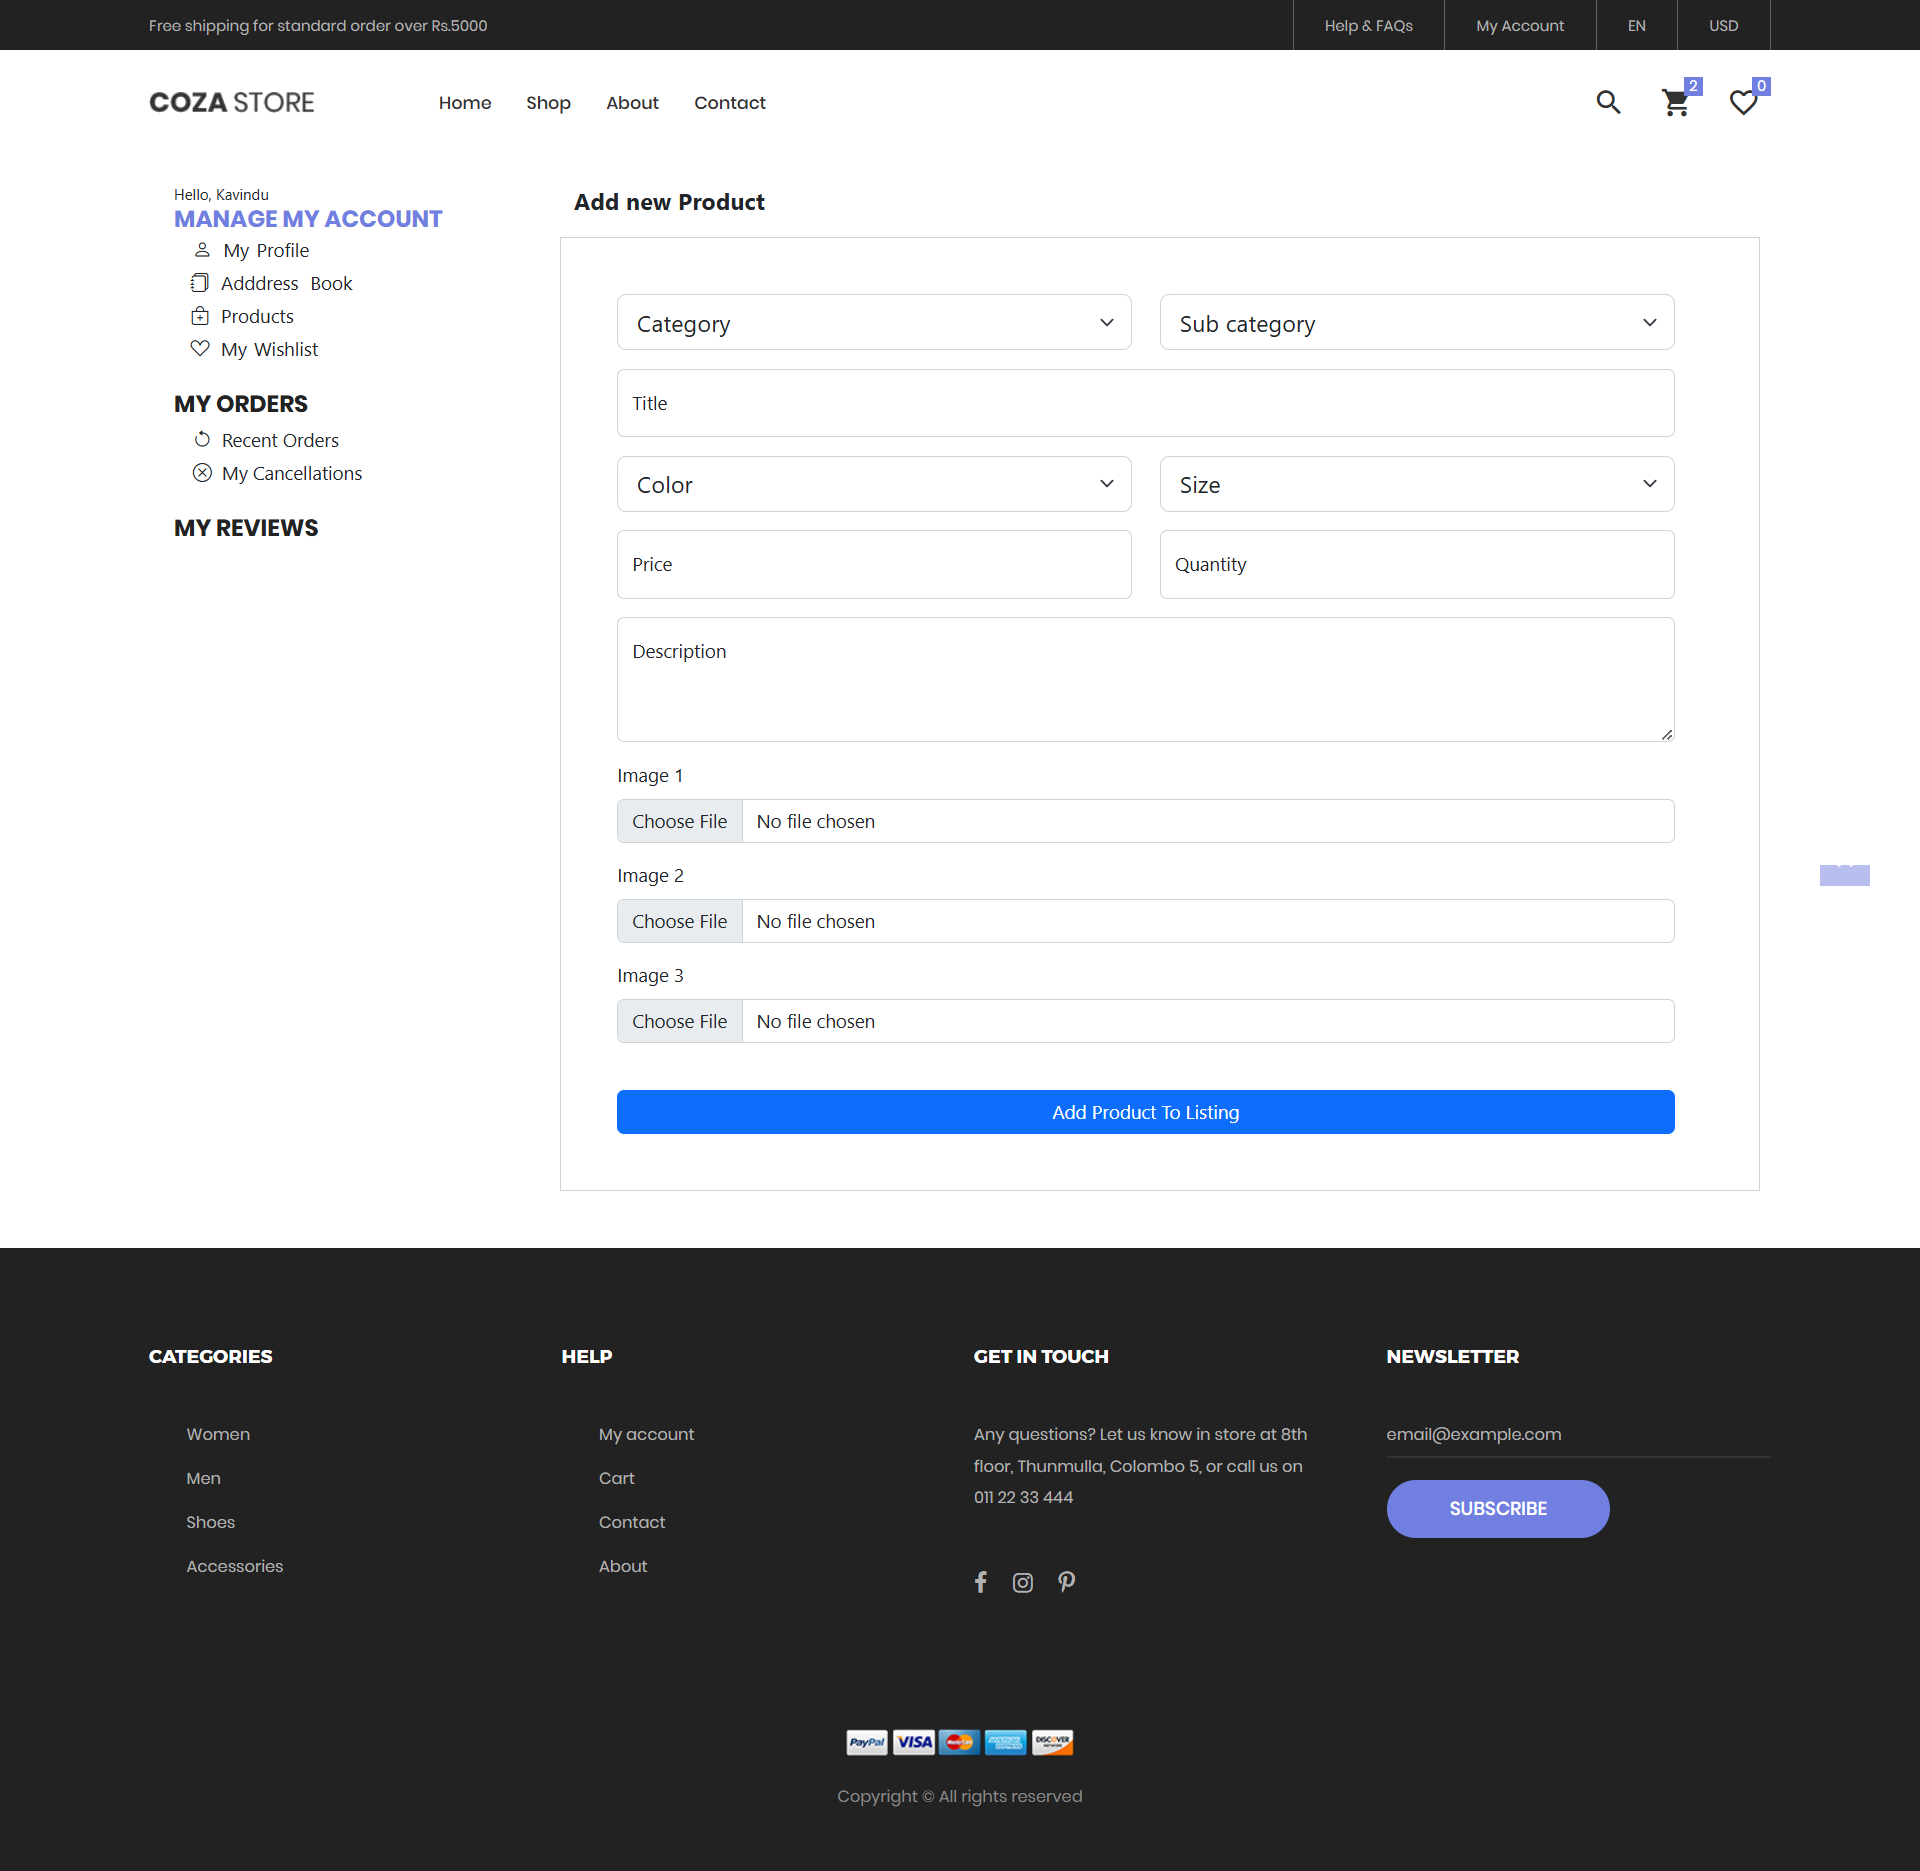 Free shipping for standard order over Rs.5000
Help & FAQs
My Account
EN
USD
COZA STORE
Home
Shop
About
Contact
2
0
Hello, Kavindu
MANAGE MY ACCOUNT
My Profile
Adddress Book
Products
My Wishlist
MY ORDERS
Recent Orders
My Cancellations
MY REVIEWS
Add new Product
Category
Sub category
Title
Color
Size
Price
Quantity
Description
Image 1
Choose File
No file chosen
Image 2
Choose File
No file chosen
Image 3
Choose File
No file chosen
Add Product To Listing
CATEGORIES
Women
Men
Shoes
Accessories
HELP
My account
Cart
Contact
About
GET IN TOUCH
Any questions? Let us know in store at 8th
floor, Thunmulla, Colombo 5, or call us on
011 22 33 444
NEWSLETTER
email@example.com
SUBSCRIBE
PayPal
VISA
MasterCard
AMERICAN EXPRESS
DISCOVER
NETWORK
Copyright © All rights reserved